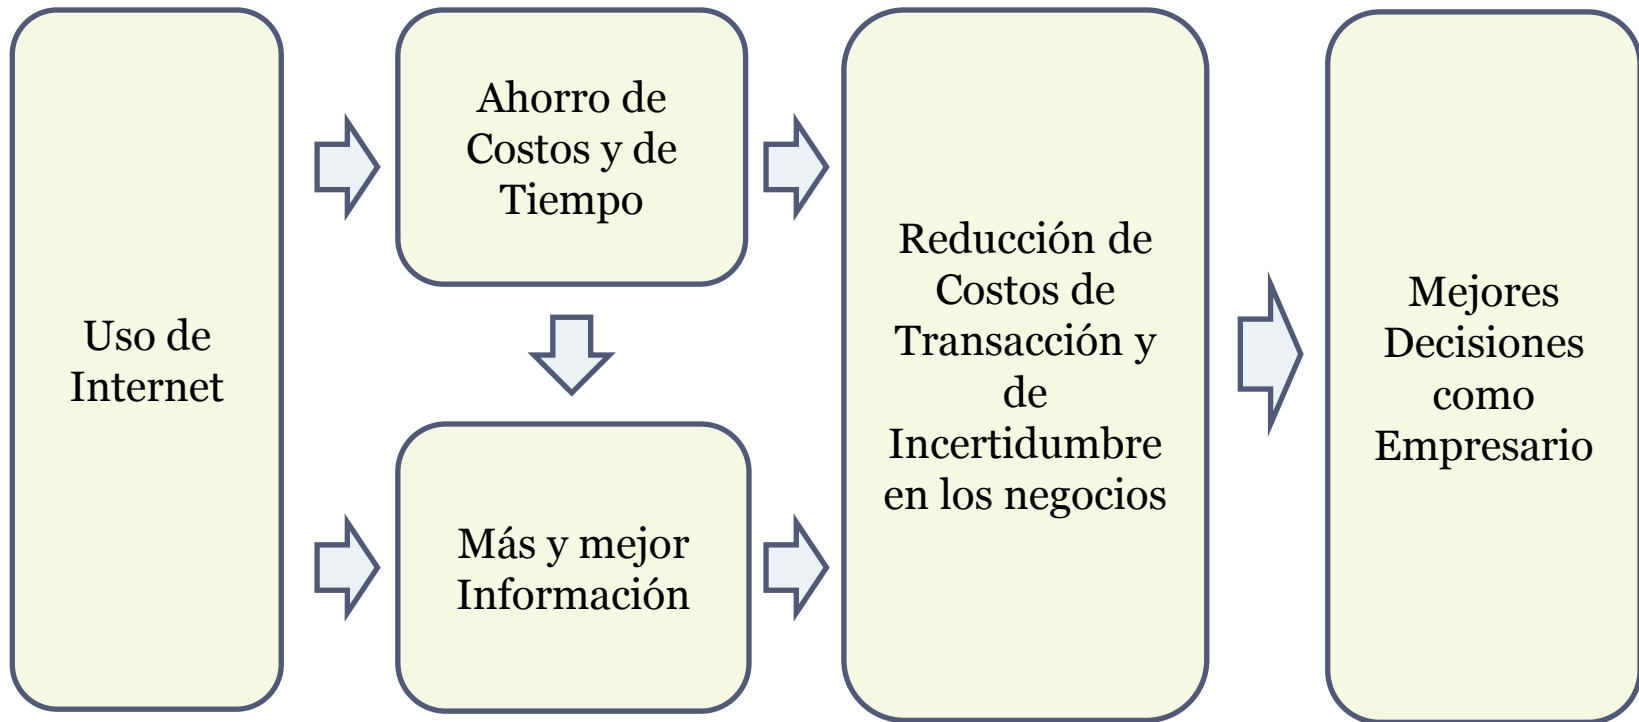 Uso de
Internet
Ahorro de
Costos y de
Tiempo
Más y mejor
Información
Reducción de
Costos de
Transacción y
de
Incertidumbre
en los negocios
Mejores
Decisiones
como
Empresario